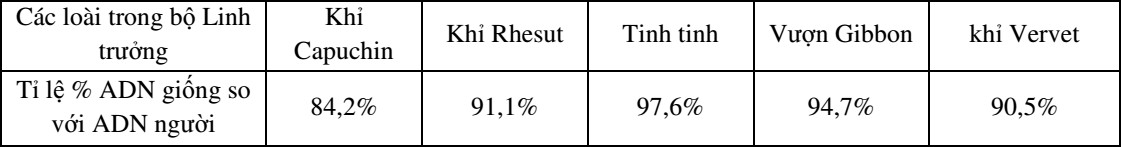 Các loài trong bộ Linh trưởng | Khỉ Capuchin | Khỉ Rhesut | Tinh tinh | Vượn Gibbon | khỉ Vervet
Tỉ lệ % ADN giống so với ADN người | 84,2% | 91,1% | 97,6% | 94,7% | 90,5%